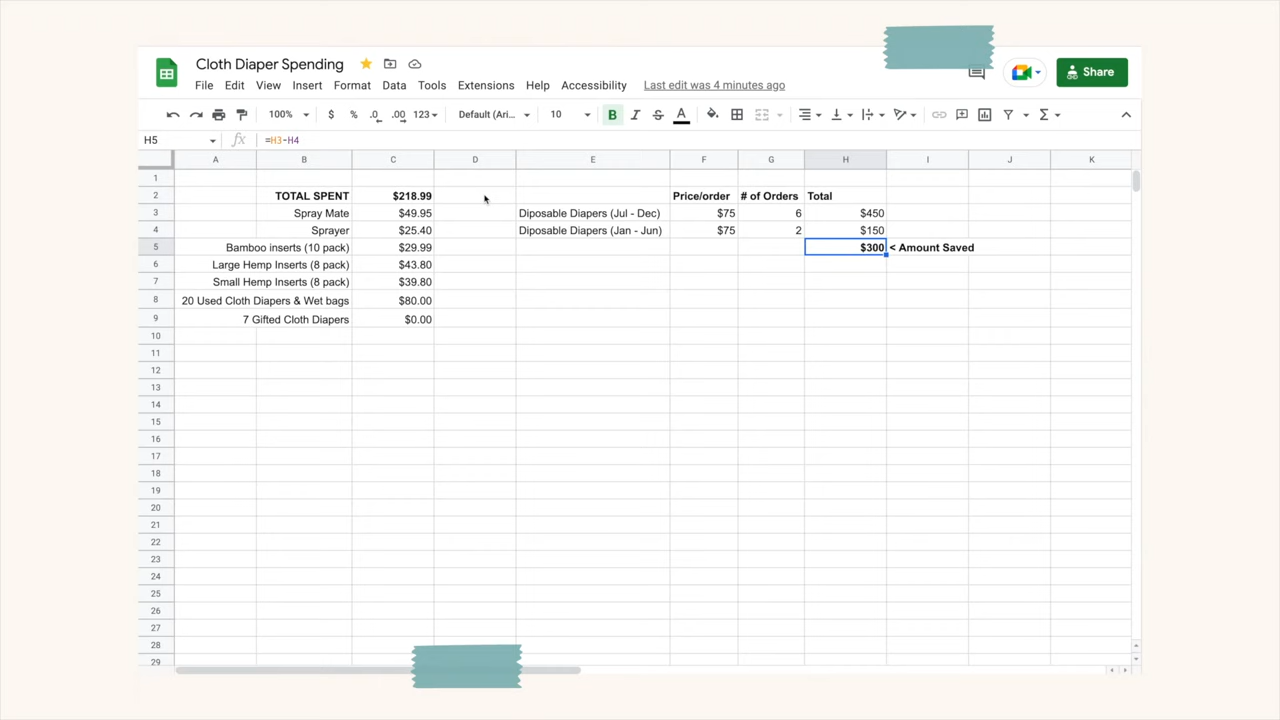 Cloth Diaper Spending
File Edit View Insert Format Data Tools Extensions Help Accessibility Last edit was 4 minutes ago
Share
100% $ % .0 .00 123 Default (Ari... 10 B I S A Σ
H5 fx =H3-H4
A B C D E F G H I J K
1
2 TOTAL SPENT $218.99 Price/order # of Orders Total
3 Spray Mate $49.95 Diposable Diapers (Jul - Dec) $75 6 $450
4 Sprayer $25.40 Diposable Diapers (Jan - Jun) $75 2 $150
5 Bamboo inserts (10 pack) $29.99 $300 < Amount Saved
6 Large Hemp Inserts (8 pack) $43.80
7 Small Hemp Inserts (8 pack) $39.80
8 20 Used Cloth Diapers & Wet bags $80.00
9 7 Gifted Cloth Diapers $0.00
10
11
12
13
14
15
16
17
18
19
20
21
22
23
24
25
26
27
28
29